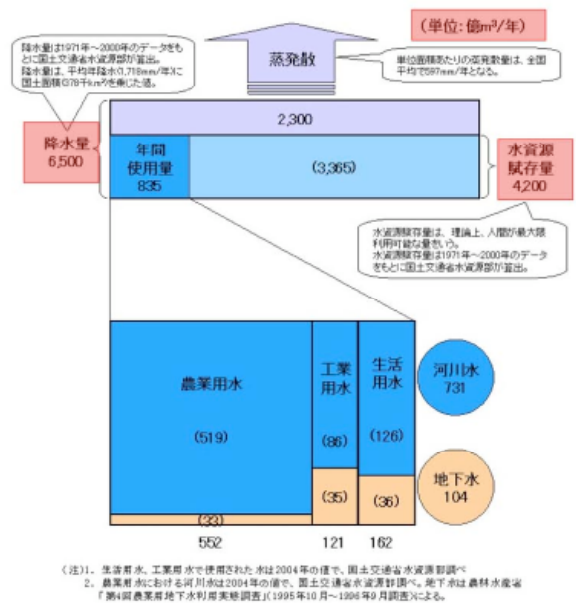 (単位:億m³/年)
降水量は1971年～2000年のデータをも
とに国土交通省水資源部が算出。
降水量は、平均年降水(1,718mm/年)に
国土面積(378千km²)を乗じた値。
蒸発散
単位面積あたりの蒸発散量は、全国
平均で597mm/年となる。
2,300
降水量
6,500
年間
使用量
835
(3,365)
水資源
賦存量
4,200
水資源賦存量は、理論上、人間が最大限
利用可能な量をいう。
水資源賦存量は1971年～2000年のデータ
をもとに国土交通省水資源部が算出。
農業用水
(519)
工業
用水
(86)
生活
用水
(126)
河川水
731
(33)
(35)
(36)
地下水
104
552
121
162
(注)1. 生活用水、工業用水で使用された水は2004年の値で、国土交通省水資源部調べ
2. 農業用水における河川水は2004年の値で、国土交通省水資源部調べ。地下水は農林水産省
「第4回農業用地下水利用実態調査」(1995年10月～1996年9月調査)による。